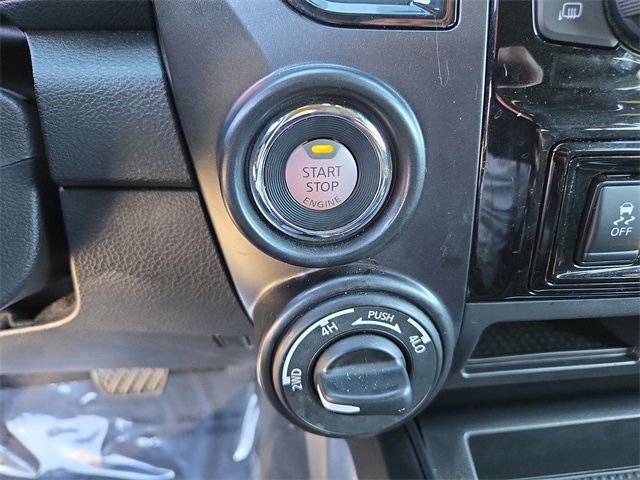 START
STOP
ENGINE
OFF
2WD
4H
PUSH
4LO